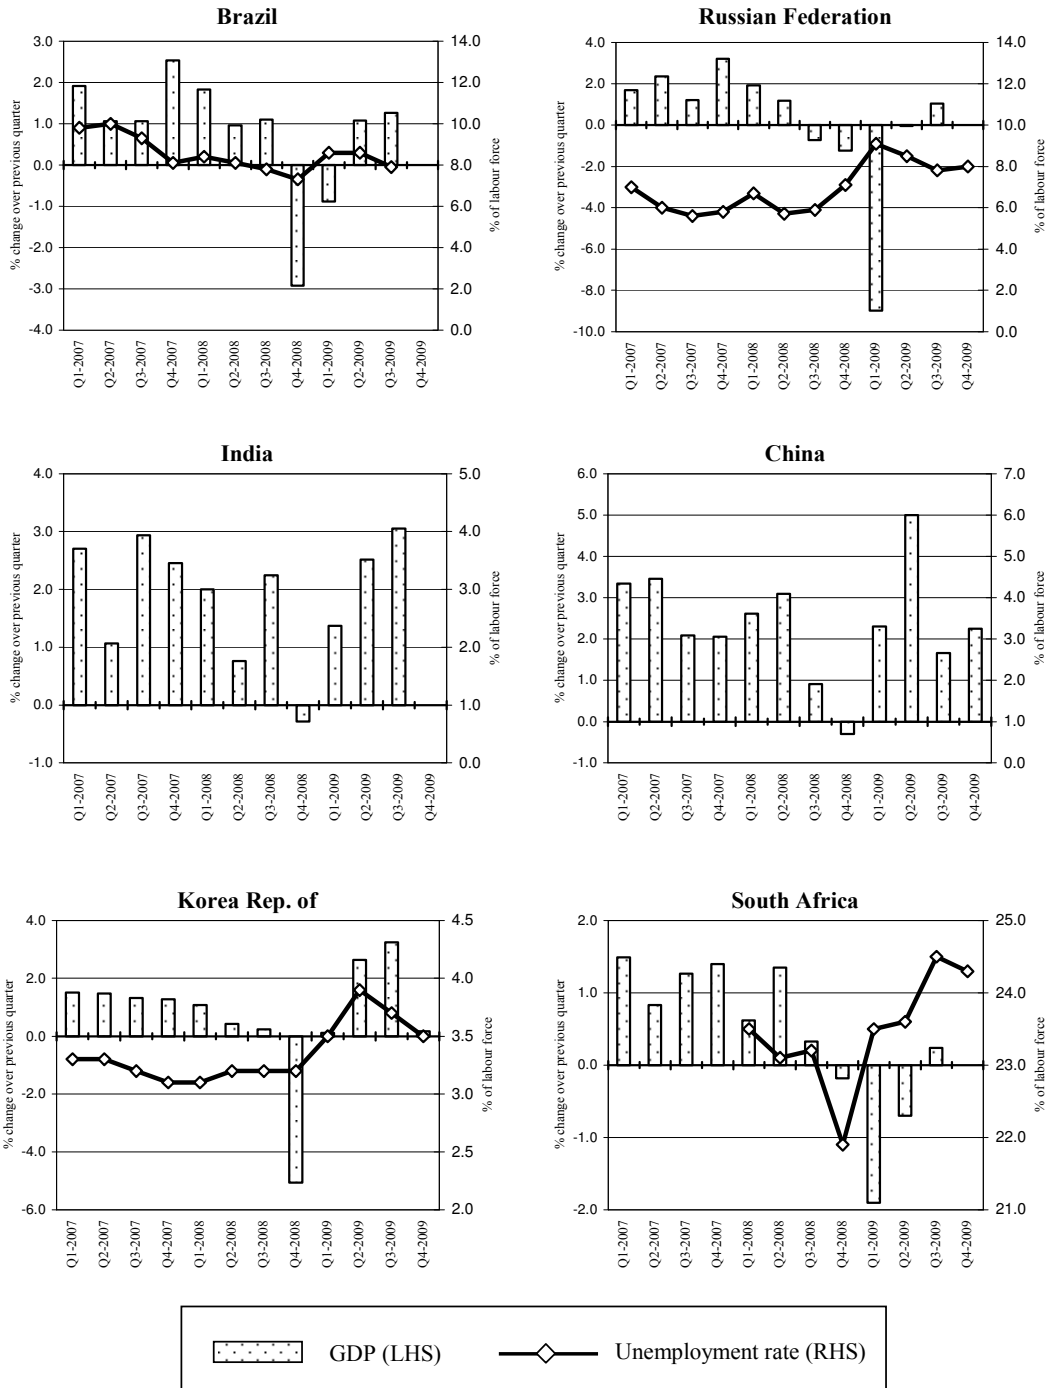 Brazil
% change over previous quarter
3.0
2.0
1.0
0.0
-1.0
-2.0
-3.0
-4.0
14.0
12.0
10.0
8.0
6.0
4.0
2.0
0.0
% of labour force
Q1-2007
Q2-2007
Q3-2007
Q4-2007
Q1-2008
Q2-2008
Q3-2008
Q4-2008
Q1-2009
Q2-2009
Q3-2009
Q4-2009
Russian Federation
% change over previous quarter
4.0
2.0
0.0
-2.0
-4.0
-6.0
-8.0
-10.0
14.0
12.0
10.0
8.0
6.0
4.0
2.0
0.0
% of labour force
Q1-2007
Q2-2007
Q3-2007
Q4-2007
Q1-2008
Q2-2008
Q3-2008
Q4-2008
Q1-2009
Q2-2009
Q3-2009
Q4-2009
India
% change over previous quarter
4.0
3.0
2.0
1.0
0.0
-1.0
5.0
4.0
3.0
2.0
1.0
0.0
% of labour force
Q1-2007
Q2-2007
Q3-2007
Q4-2007
Q1-2008
Q2-2008
Q3-2008
Q4-2008
Q1-2009
Q2-2009
Q3-2009
Q4-2009
China
% change over previous quarter
6.0
5.0
4.0
3.0
2.0
1.0
0.0
-1.0
7.0
6.0
5.0
4.0
3.0
2.0
1.0
0.0
% of labour force
Q1-2007
Q2-2007
Q3-2007
Q4-2007
Q1-2008
Q2-2008
Q3-2008
Q4-2008
Q1-2009
Q2-2009
Q3-2009
Q4-2009
Korea Rep. of
% change over previous quarter
4.0
2.0
0.0
-2.0
-4.0
-6.0
4.5
4.0
3.5
3.0
2.5
2.0
% of labour force
Q1-2007
Q2-2007
Q3-2007
Q4-2007
Q1-2008
Q2-2008
Q3-2008
Q4-2008
Q1-2009
Q2-2009
Q3-2009
Q4-2009
South Africa
% change over previous quarter
2.0
1.0
0.0
-1.0
-2.0
25.0
24.0
23.0
22.0
21.0
% of labour force
Q1-2007
Q2-2007
Q3-2007
Q4-2007
Q1-2008
Q2-2008
Q3-2008
Q4-2008
Q1-2009
Q2-2009
Q3-2009
Q4-2009
GDP (LHS)
Unemployment rate (RHS)